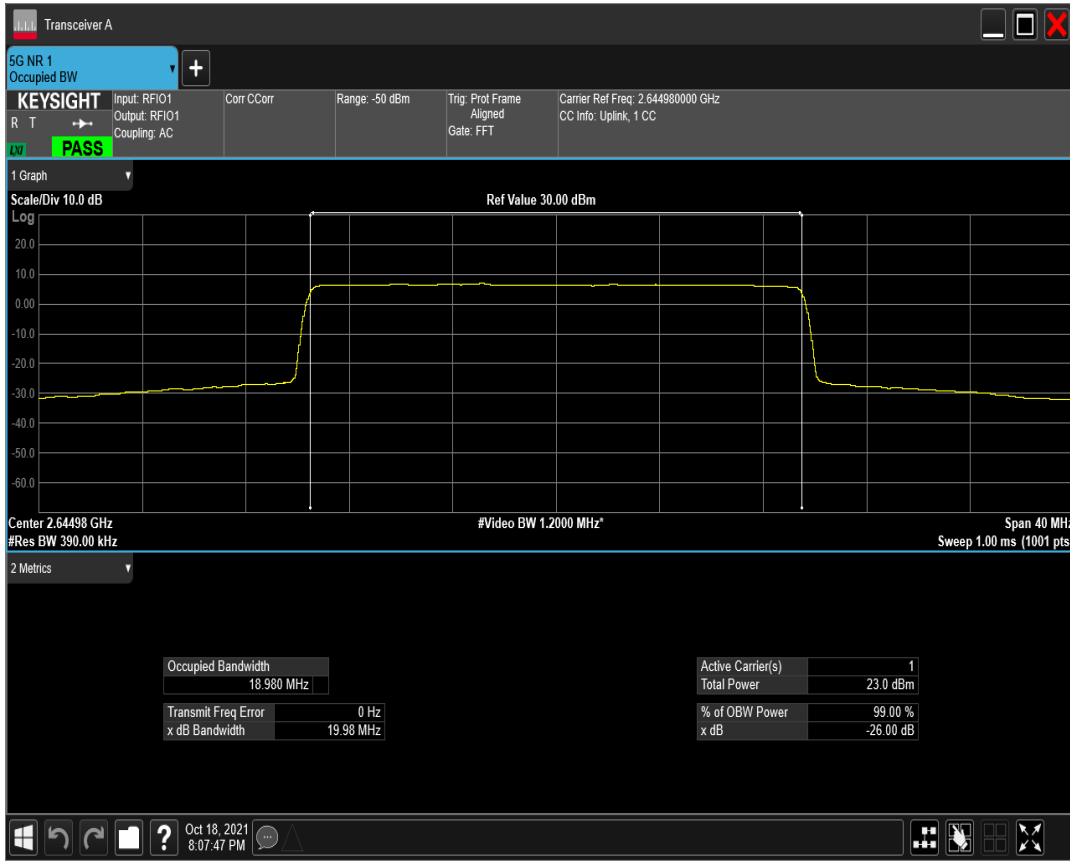 Transceiver A
5G NR 1
Occupied BW
+
KEYSIGHT
R T
LXI
PASS
Input: RFIO1
Output: RFIO1
Coupling: AC
Corr CCorr
Range: -50 dBm
Trig: Prot Frame
Aligned
Gate: FFT
Carrier Ref Freq: 2.644980000 GHz
CC Info: Uplink, 1 CC
1 Graph
Scale/Div 10.0 dB
Ref Value 30.00 dBm
Log
20.0
10.0
0.00
-10.0
-20.0
-30.0
-40.0
-50.0
-60.0
Center 2.64498 GHz
#Video BW 1.2000 MHz*
Span 40 MHz
#Res BW 390.00 kHz
Sweep 1.00 ms (1001 pts
2 Metrics
Occupied Bandwidth
18.980 MHz
Transmit Freq Error 0 Hz
x dB Bandwidth 19.98 MHz
Active Carrier(s) 1
Total Power 23.0 dBm
% of OBW Power 99.00 %
x dB -26.00 dB
?
Oct 18, 2021
8:07:47 PM